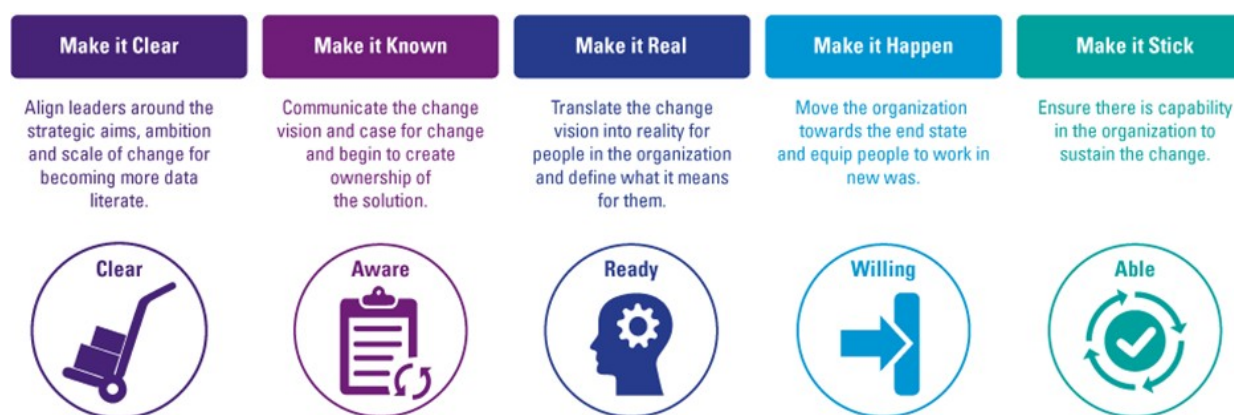 Make it Clear
Align leaders around the
strategic aims, ambition
and scale of change for
becoming more data
literate.
Clear
Make it Known
Communicate the change
vision and case for change
and begin to create
ownership of
the solution.
Aware
Make it Real
Translate the change
vision into reality for
people in the organization
and define what it means
for them.
Ready
Make it Happen
Move the organization
towards the end state
and equip people to work in
new was.
Willing
Make it Stick
Ensure there is capability
in the organization to
sustain the change.
Able